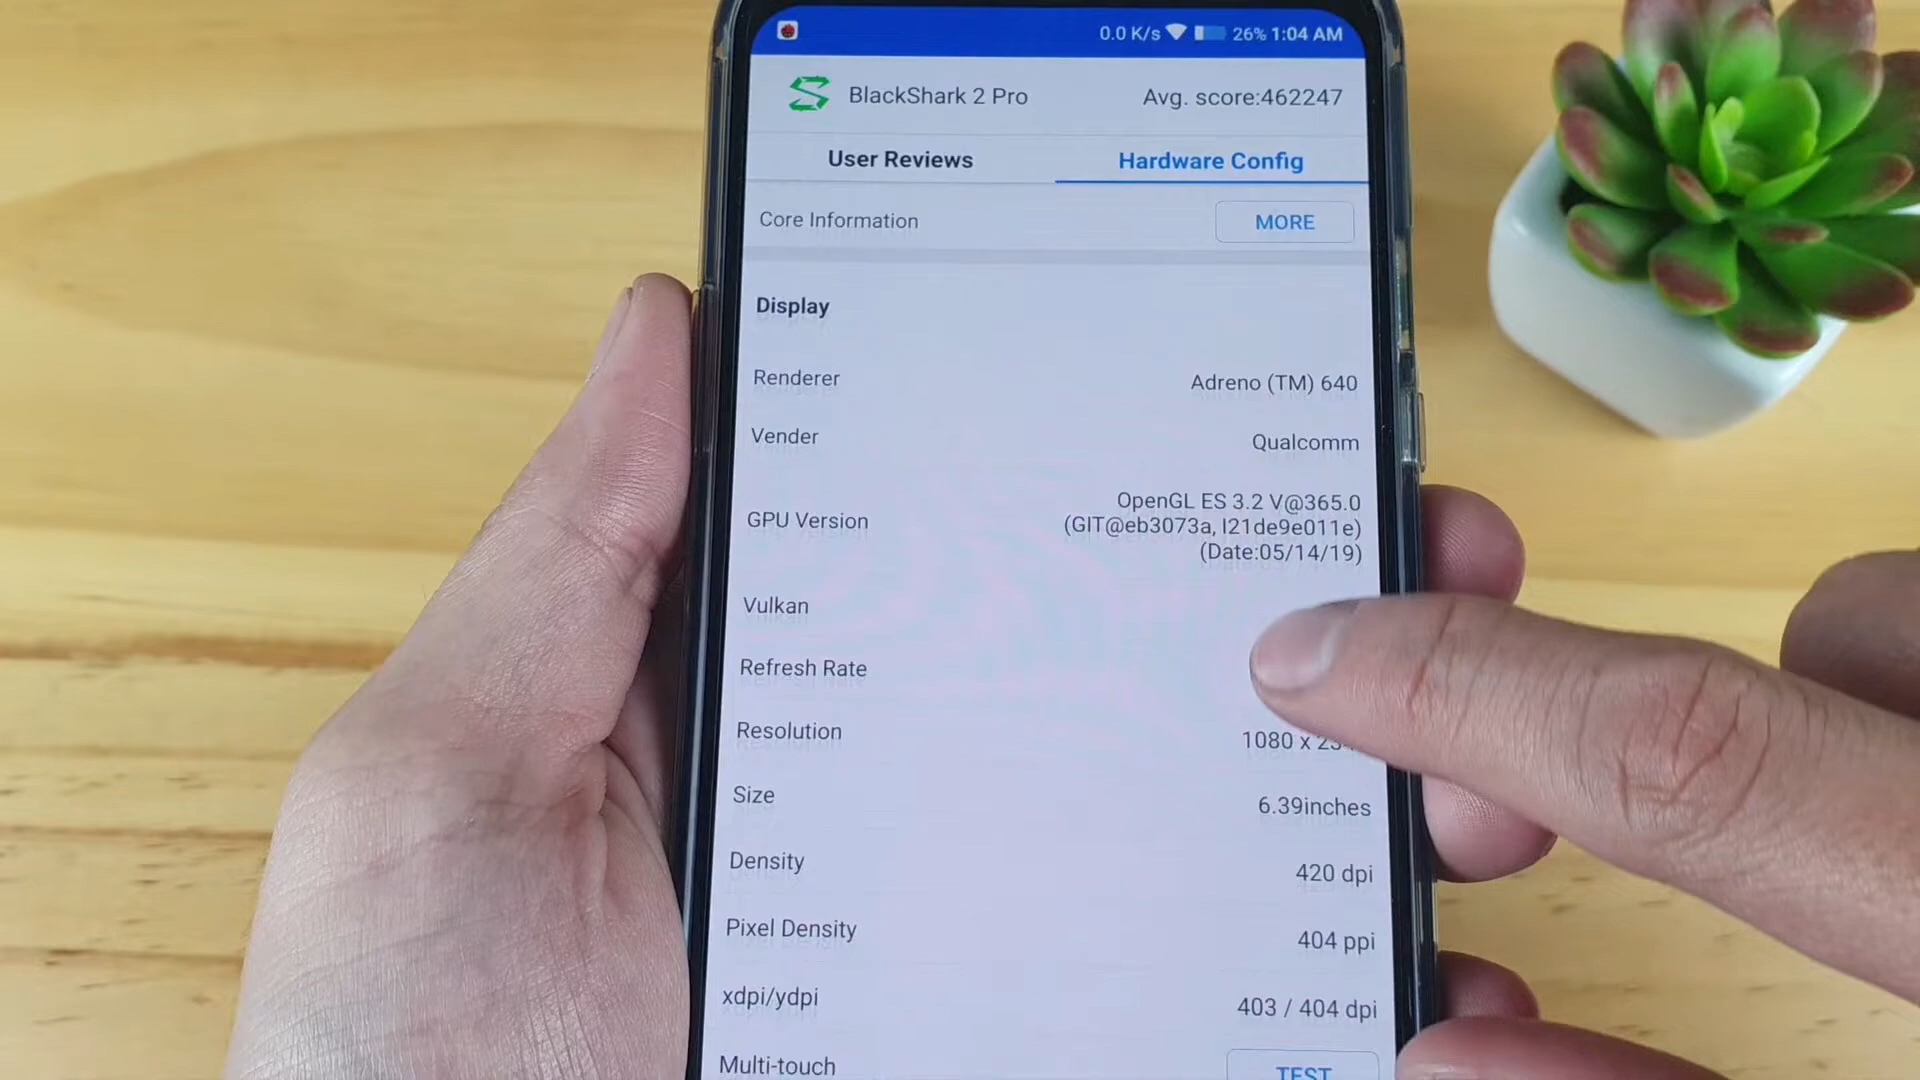 0.0 K/s 26% 1:04 AM
BlackShark 2 Pro Avg. score:462247
User Reviews Hardware Config
Core Information MORE
Display
Renderer Adreno (TM) 640
Vender Qualcomm
OpenGL ES 3.2 V@365.0
GPU Version (GIT@eb3073a, I21de9e011e)
(Date:05/14/19)
Vulkan
Refresh Rate
Resolution 1080 x
Size 6.39inches
Density 420 dpi
Pixel Density 404 ppi
xdpi/ydpi 403 / 404 dpi
Multi-touch TEST